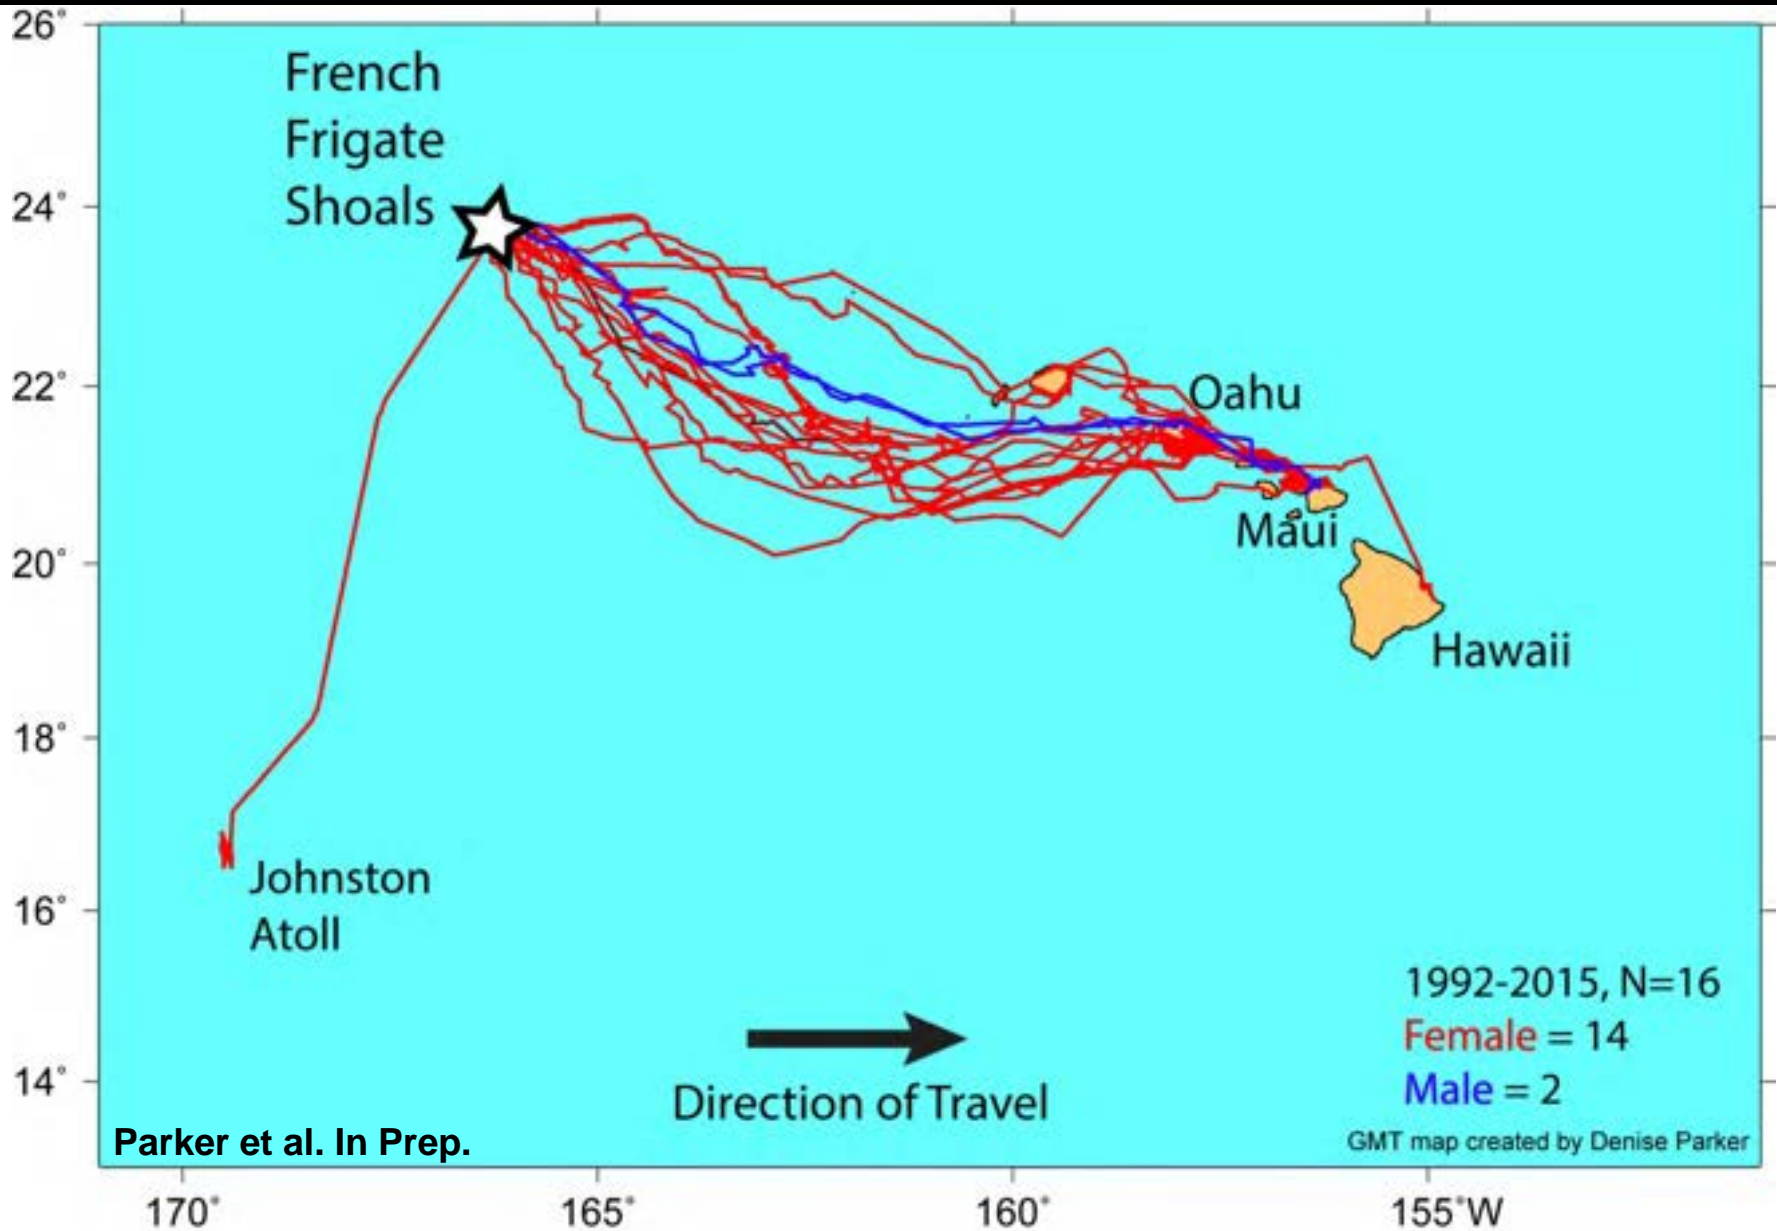 26°
French
Frigate
Shoals
24°
22°
Oahu
Maui
20°
Hawaii
18°
Johnston
Atoll
16°
1992-2015, N=16
Female = 14
Male = 2
14°
Direction of Travel
Parker et al. In Prep.
GMT map created by Denise Parker
170° 165° 160° 155°W